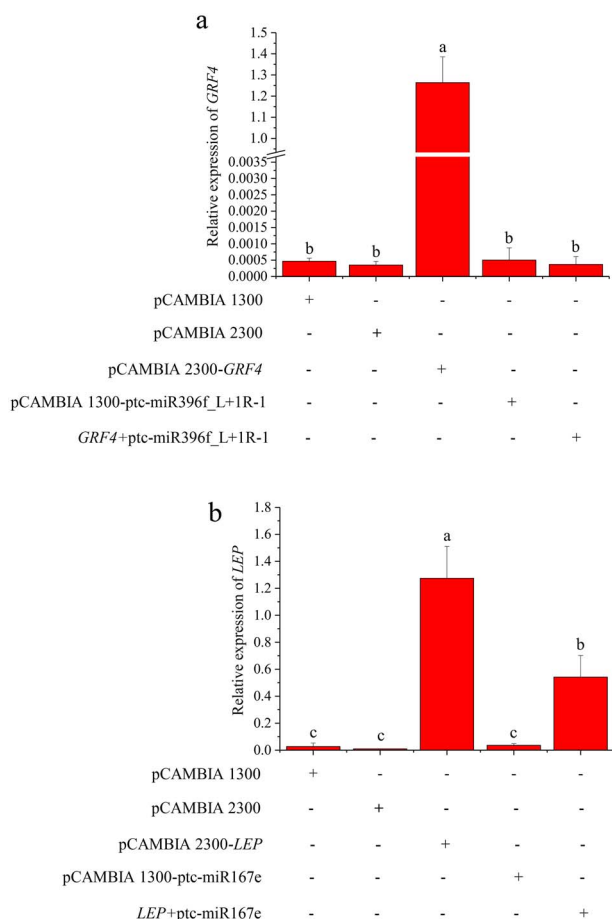 a
Relative expression of GRF4
1.5
1.4
1.3
1.2
1.1
1.0
0.0035
0.0030
0.0025
0.0020
0.0015
0.0010
0.0005
0.0000
b b a b b
pCAMBIA 1300 + - - - -
pCAMBIA 2300 - + - - -
pCAMBIA 2300-GRF4 - - + - -
pCAMBIA 1300-ptc-miR396f_L+1R-1 - - - + -
GRF4+ptc-miR396f_L+1R-1 - - - - +
b
Relative expression of LEP
1.8
1.6
1.4
1.2
1.0
0.8
0.6
0.4
0.2
0.0
c c a c b
pCAMBIA 1300 + - - - -
pCAMBIA 2300 - + - - -
pCAMBIA 2300-LEP - - + - -
pCAMBIA 1300-ptc-miR167e - - - + -
LEP+ptc-miR167e - - - - +